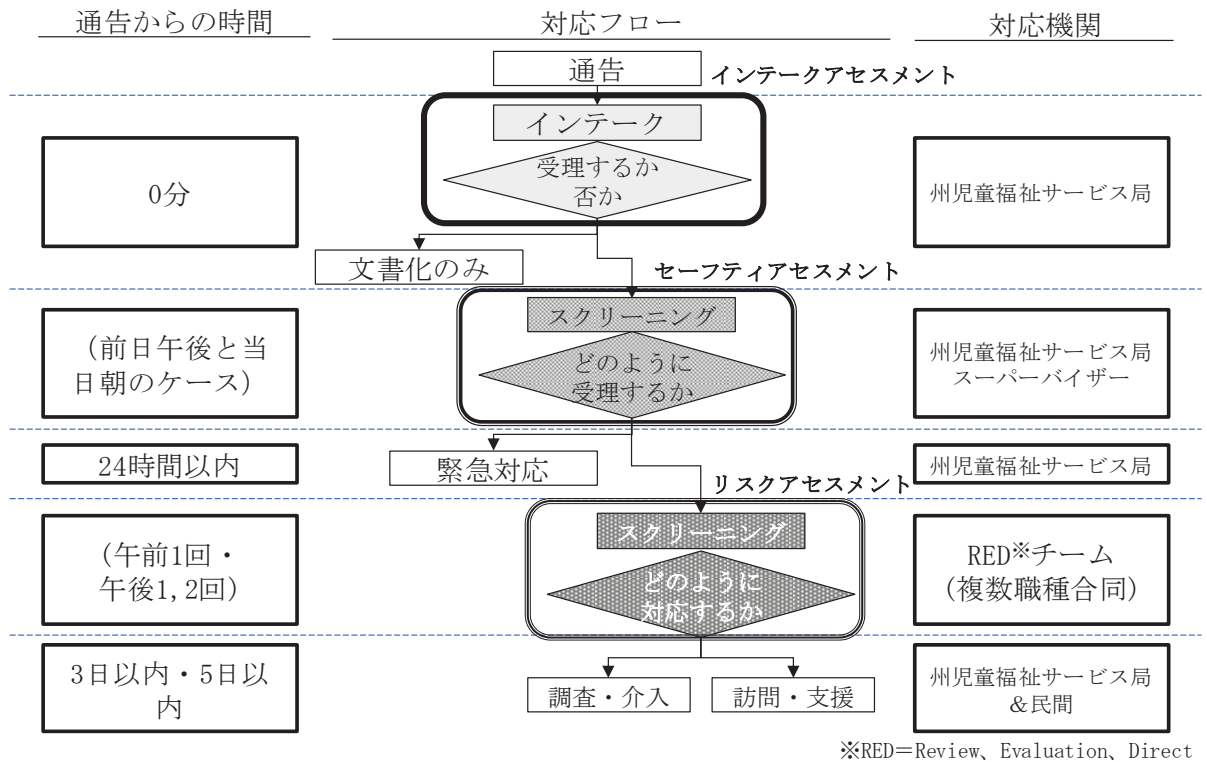 通告からの時間
対応フロー
対応機関
通告
インテークアセスメント
インテーク
受理するか
否か
0分
州児童福祉サービス局
文書化のみ
セーフティアセスメント
スクリーニング
どのように
受理するか
(前日午後と当
日朝のケース)
州児童福祉サービス局
スーパーバイザー
24時間以内
緊急対応
州児童福祉サービス局
リスクアセスメント
スクリーニング
どのように
対応するか
(午前1回・
午後1,2回)
RED※チーム
(複数職種合同)
3日以内・5日以
内
調査・介入
訪問・支援
州児童福祉サービス局
&民間
※RED=Review、Evaluation、Direct